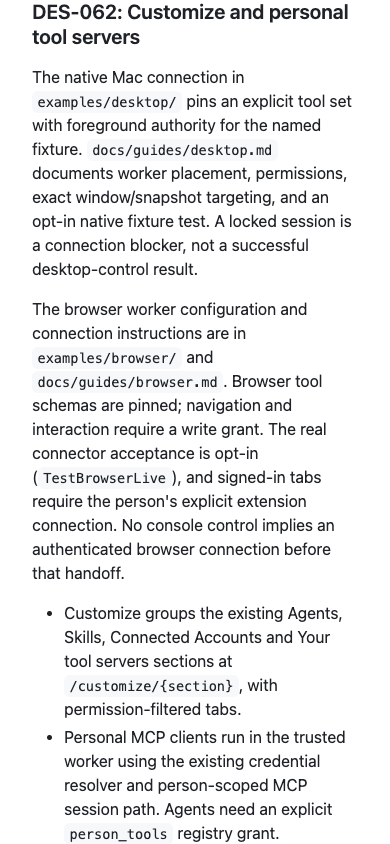 DES-062: Customize and personal
tool servers
The native Mac connection in
examples/desktop/ pins an explicit tool set
with foreground authority for the named
fixture. docs/guides/desktop.md
documents worker placement, permissions,
exact window/snapshot targeting, and an
opt-in native fixture test. A locked session is
a connection blocker, not a successful
desktop-control result.
The browser worker configuration and
connection instructions are in
examples/browser/ and
docs/guides/browser.md . Browser tool
schemas are pinned; navigation and
interaction require a write grant. The real
connector acceptance is opt-in
( TestBrowserLive ), and signed-in tabs
require the person's explicit extension
connection. No console control implies an
authenticated browser connection before
that handoff.
• Customize groups the existing Agents,
Skills, Connected Accounts and Your
tool servers sections at
/customize/{section} , with
permission-filtered tabs.
• Personal MCP clients run in the trusted
worker using the existing credential
resolver and person-scoped MCP
session path. Agents need an explicit
person_tools registry grant.